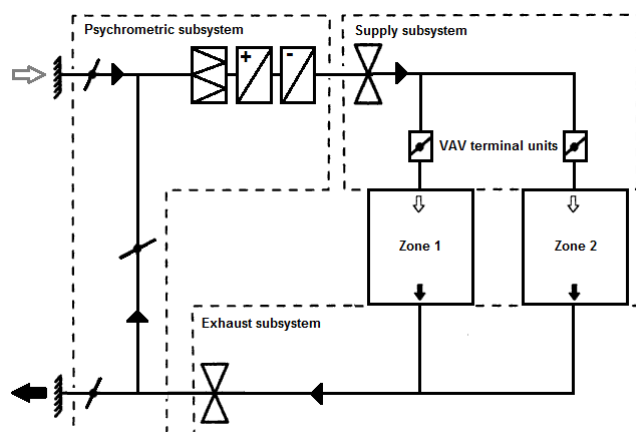 Psychrometric subsystem
Supply subsystem
+
-
VAV terminal units
Zone 1
Zone 2
Exhaust subsystem